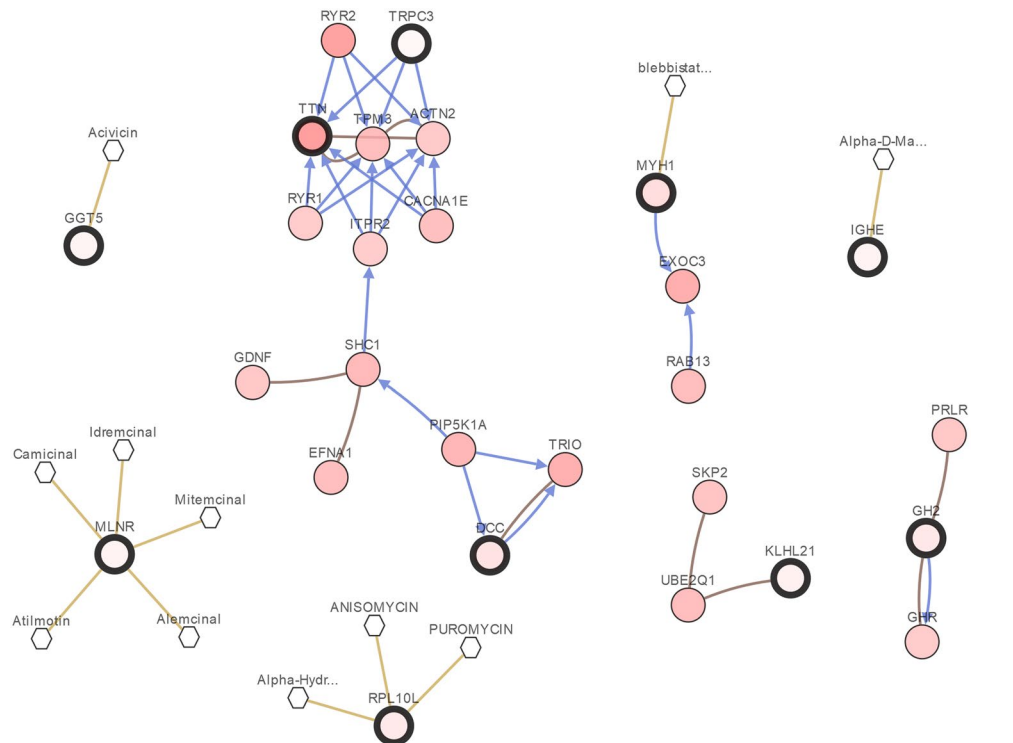 RYR2
TRPC3
blebbistat...
TTN
TPM3
ACTN2
Acivicin
Alpha-D-Ma...
MYH1
GGT5
RYR1
ITPR2
CACNA1E
IGHE
EXOC3
GDNF
SHC1
RAB13
EFNA1
PIP5K1A
TRIO
PRLR
Idremcinal
Camicinal
Mitemcinal
MLNR
SKP2
DCC
GH2
KLHL21
UBE2Q1
Atilmotin
Alemcinal
ANISOMYCIN
PUROMYCIN
GHR
Alpha-Hydr...
RPL10L